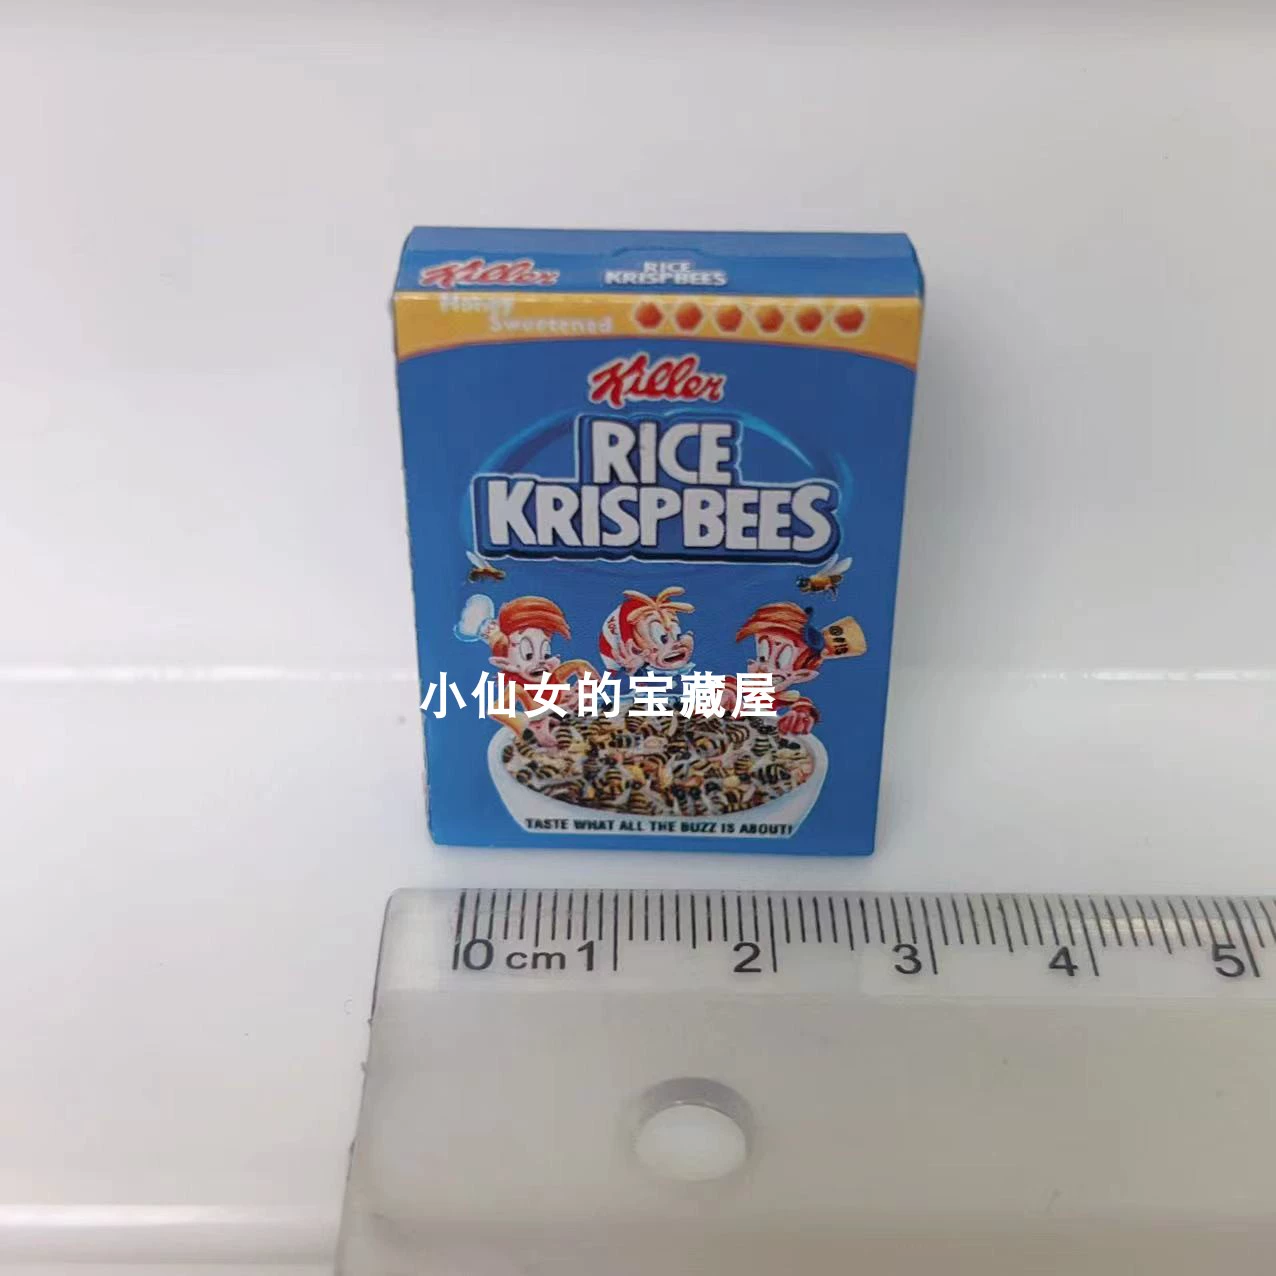 Killer
RICE
KRISPBEES
Honey
Sweetened
Killer
RICE
KRISPBEES
@#!$
小仙女的宝藏屋
TASTE WHAT ALL THE BUZZ IS ABOUT!
0 cm 1 2 3 4 5